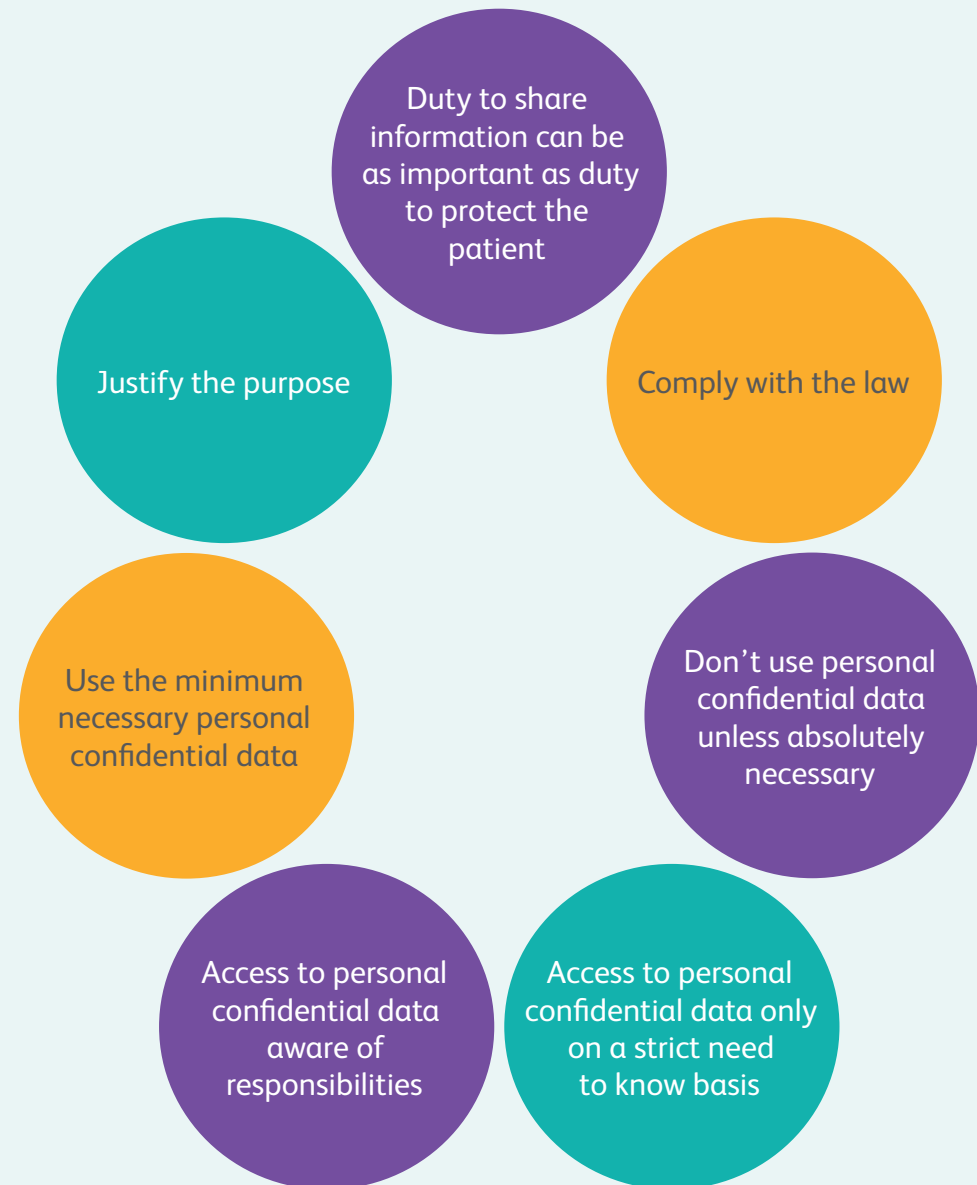 Duty to share
information can be
as important as duty
to protect the
patient
Justify the purpose
Comply with the law
Use the minimum
necessary personal
confidential data
Don’t use personal
confidential data
unless absolutely
necessary
Access to personal
confidential data
aware of
responsibilities
Access to personal
confidential data only
on a strict need
to know basis